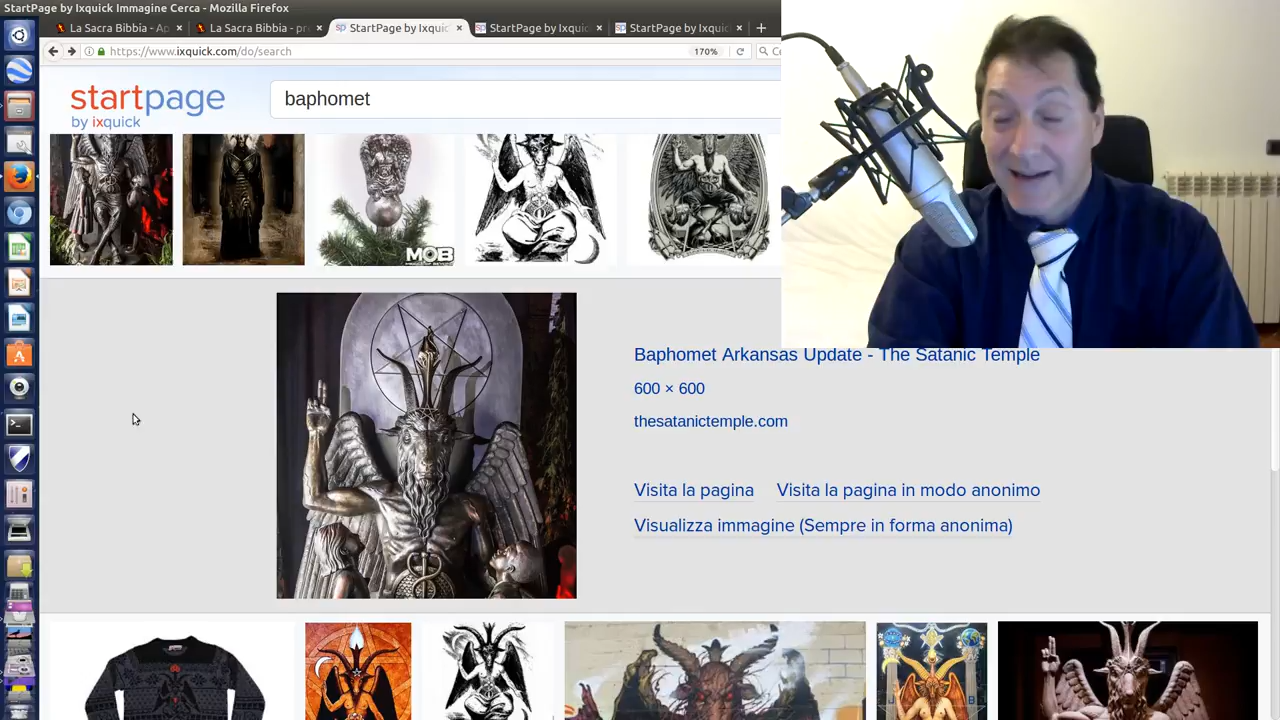 StartPage by Ixquick Immagine Cerca - Mozilla Firefox
La Sacra Bibbia - Ap
La Sacra Bibbia - pr
StartPage by Ixquic
StartPage by Ixquic
StartPage by Ixquic
https://www.ixquick.com/do/search
170%
startpage
by ixquick
baphomet
MOB
Baphomet Arkansas Update - The Satanic Temple
600 × 600
thesatanictemple.com
Visita la pagina
Visita la pagina in modo anonimo
Visualizza immagine (Sempre in forma anonima)